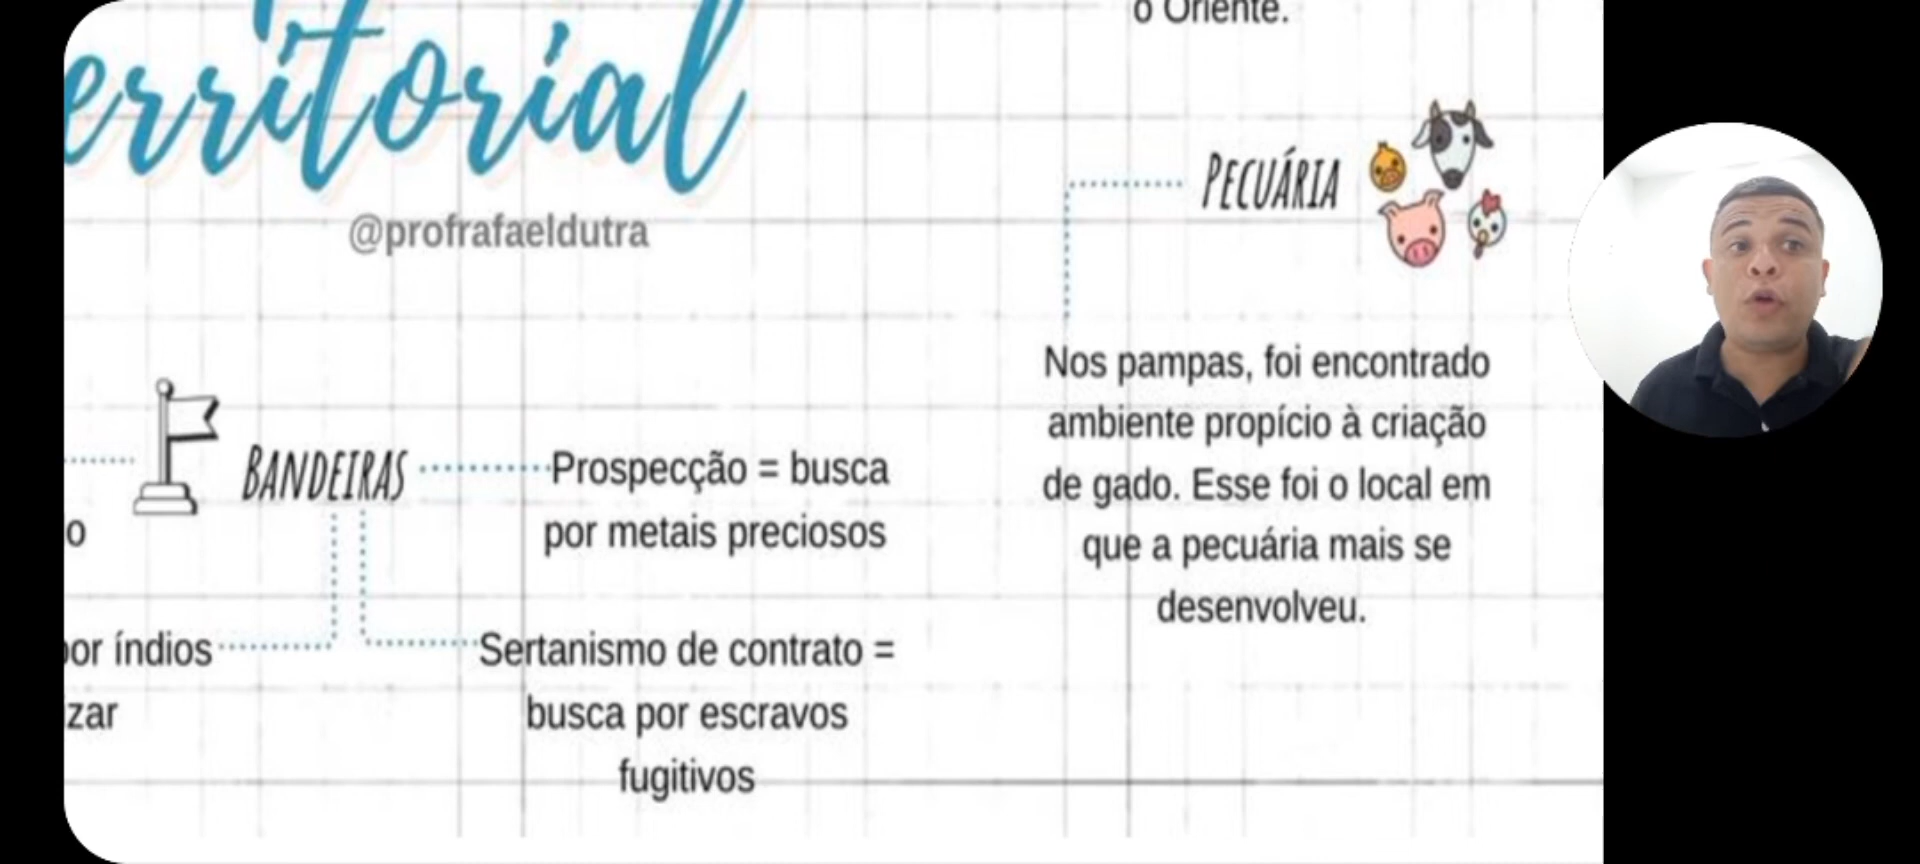 o Oriente.
erritorial
@profrafaeldutra
PECUÁRIA
Nos pampas, foi encontrado
ambiente propício à criação
de gado. Esse foi o local em
que a pecuária mais se
desenvolveu.
BANDEIRAS
Prospecção = busca
por metais preciosos
o
por índios
zar
Sertanismo de contrato =
busca por escravos
fugitivos